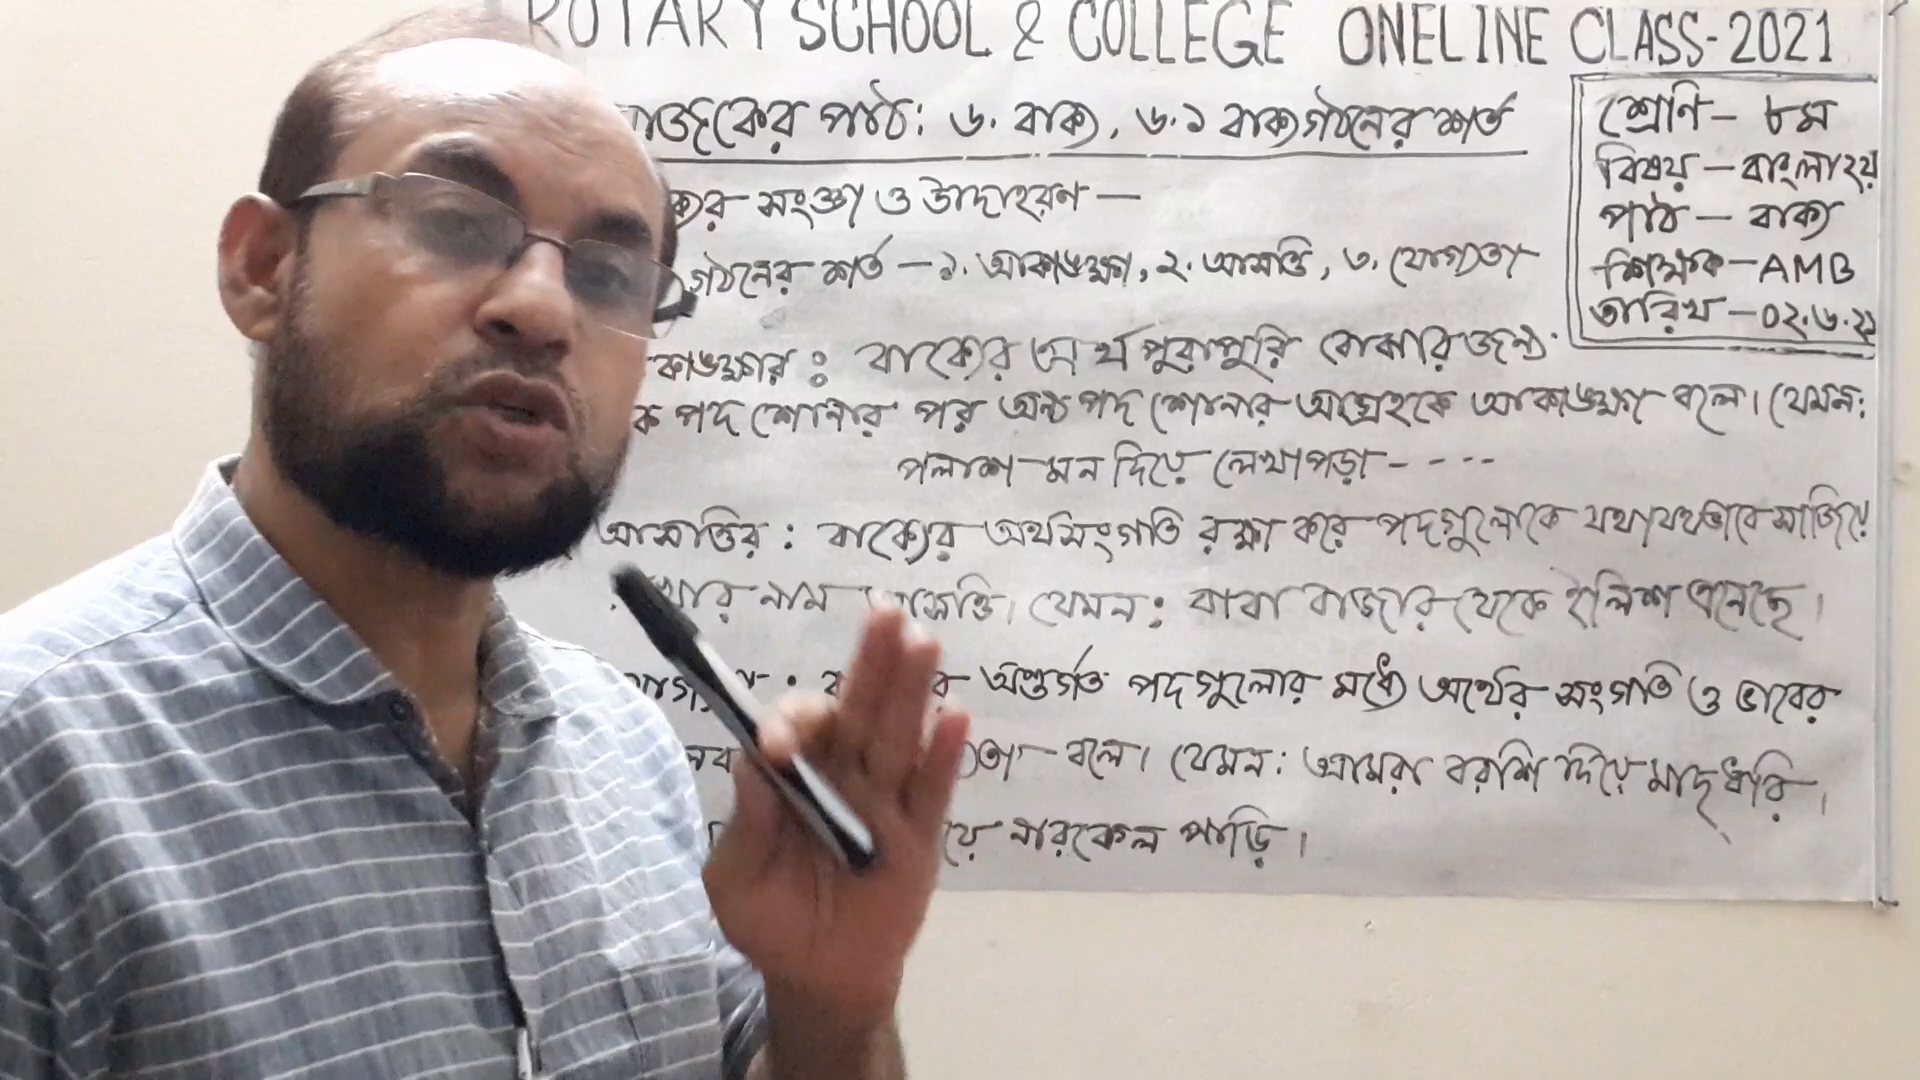 ROTARY SCHOOL & COLLEGE ONELINE CLASS-2021
পাঠ: ৬. বাক্য, ৬.১ বাক্যগঠনের শর্ত
শ্রেণি - ৮ম
বিষয় - বাংলা ২য়
পাঠ - বাক্য
শিক্ষক - AMB
তারিখ - ০২.৬.২১
সংজ্ঞা ও উদাহরণ —
গঠনের শর্ত — ১. আকাঙক্ষা, ২. আসত্তি, ৩. যোগ্যতা
: বাক্যের অর্থ পুরাপুরি বোঝার জন্য
ক পদ শোনার পর অন্য পদ শোনার আগ্রহকে আকাঙক্ষা বলে। যেমন:
পলাশ মন দিয়ে লেখাপড়া - - - -
আসত্তির : বাক্যের অর্থসংগতি রক্ষা করে পদগুলোকে যথাযথভাবে সাজিয়ে
নাম যেমন: বাবা বাজার থেকে ইলিশ এনেছে।
অন্তর্গত পদগুলোর মধ্যে অর্থের সংগতি ও ভাবের
বলে। যেমন: আমরা বরশি দিয়ে মাছ ধরি।
নারকেল পাড়ি।